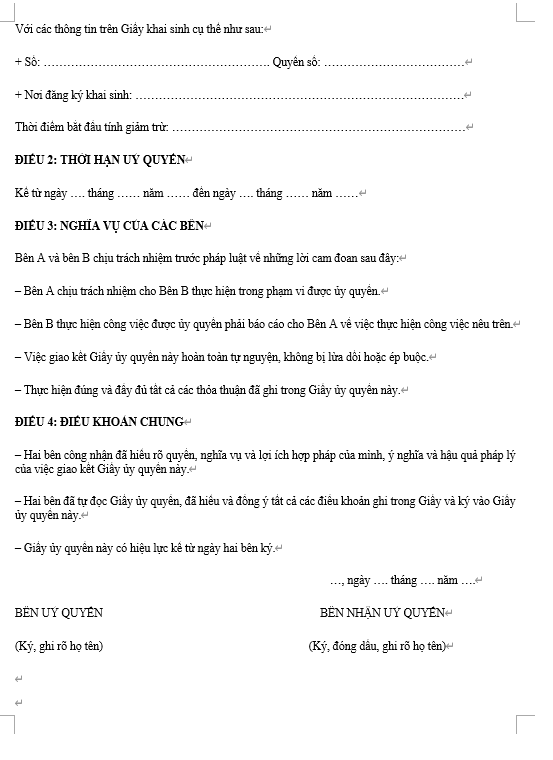 Với các thông tin trên Giấy khai sinh cụ thể như sau:
+ Số: ……………………………………………………. Quyển số: …………………………………
+ Nơi đăng ký khai sinh: ………………………………………………………………………………
Thời điểm bắt đầu tính giảm trừ: ………………………………………………………………………
ĐIỀU 2: THỜI HẠN UỶ QUYỀN
Kể từ ngày …. tháng …… năm …… đến ngày …. tháng …… năm ……
ĐIỀU 3: NGHĨA VỤ CỦA CÁC BÊN
Bên A và bên B chịu trách nhiệm trước pháp luật về những lời cam đoan sau đây:
– Bên A chịu trách nhiệm cho Bên B thực hiện trong phạm vi được ủy quyền.
– Bên B thực hiện công việc được ủy quyền phải báo cáo cho Bên A về việc thực hiện công việc nêu trên.
– Việc giao kết Giấy ủy quyền này hoàn toàn tự nguyện, không bị lừa dối hoặc ép buộc.
– Thực hiện đúng và đầy đủ tất cả các thỏa thuận đã ghi trong Giấy ủy quyền này.
ĐIỀU 4: ĐIỀU KHOẢN CHUNG
– Hai bên công nhận đã hiểu rõ quyền, nghĩa vụ và lợi ích hợp pháp của mình, ý nghĩa và hậu quả pháp lý
của việc giao kết Giấy ủy quyền này.
– Hai bên đã tự đọc Giấy ủy quyền, đã hiểu và đồng ý tất cả các điều khoản ghi trong Giấy và ký vào Giấy
ủy quyền này.
– Giấy ủy quyền này có hiệu lực kể từ ngày hai bên ký.
…, ngày …. tháng …. năm ….
BÊN UỶ QUYỀN BÊN NHẬN UỶ QUYỀN
(Ký, ghi rõ họ tên) (Ký, đóng dấu, ghi rõ họ tên)